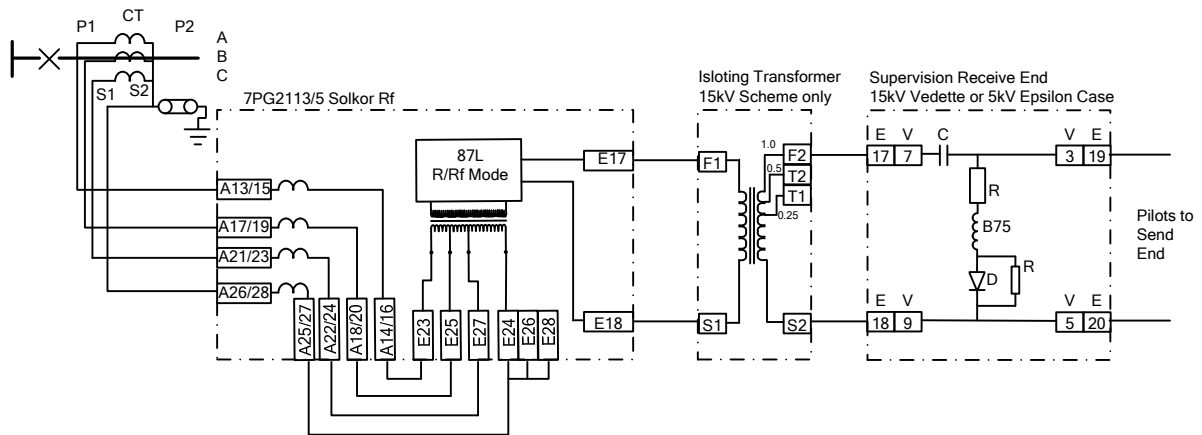 P1
CT
P2
A
B
C
S1
S2
7PG2113/5 Solkor Rf
87L
R/Rf Mode
A13/15
A17/19
A21/23
A26/28
A25/27
A22/24
A18/20
A14/16
E23
E25
E27
E24
E26
E28
E17
E18
Isloting Transformer
15kV Scheme only
F1
S1
1.0
F2
0.5
T2
T1
0.25
S2
Supervision Receive End
15kV Vedette or 5kV Epsilon Case
E V C V E
17 7 3 19
R
B75
D
R
E V V E
18 9 5 20
Pilots to
Send
End